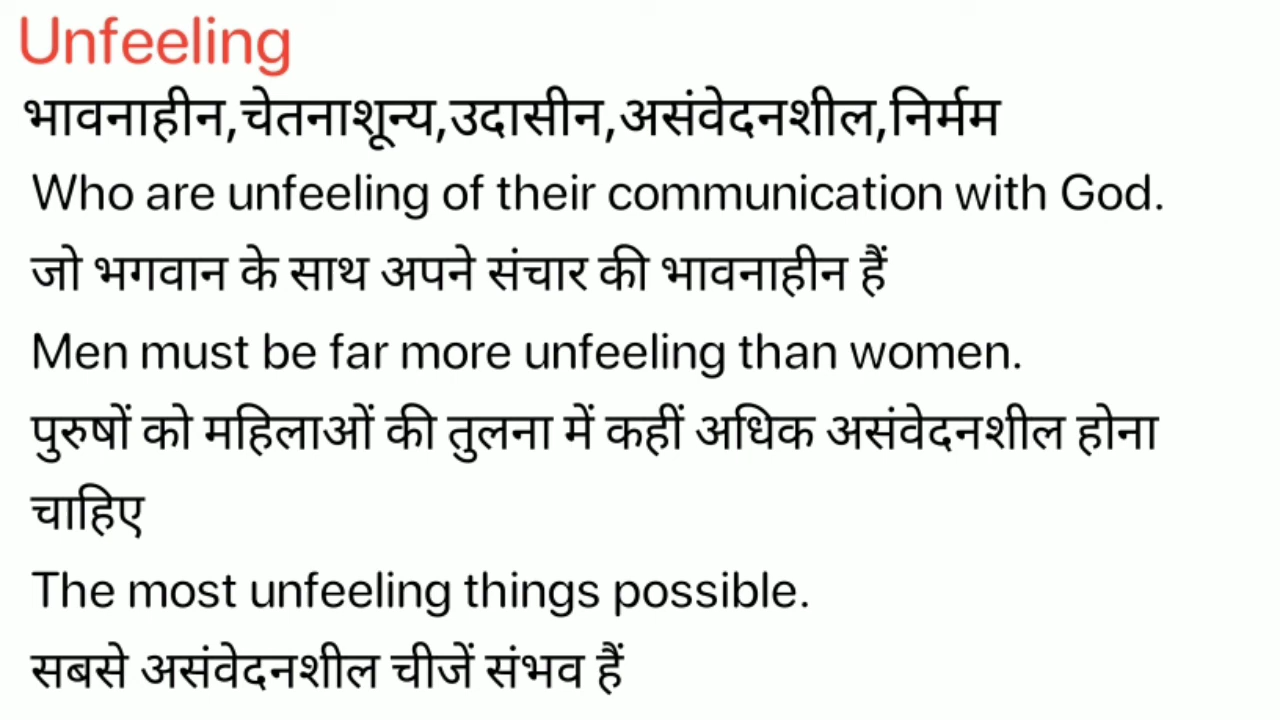 Unfeeling
भावनाहीन,चेतनाशून्य,उदासीन,असंवेदनशील,निर्मम
Who are unfeeling of their communication with God.
जो भगवान के साथ अपने संचार की भावनाहीन हैं
Men must be far more unfeeling than women.
पुरुषों को महिलाओं की तुलना में कहीं अधिक असंवेदनशील होना
चाहिए
The most unfeeling things possible.
सबसे असंवेदनशील चीजें संभव हैं